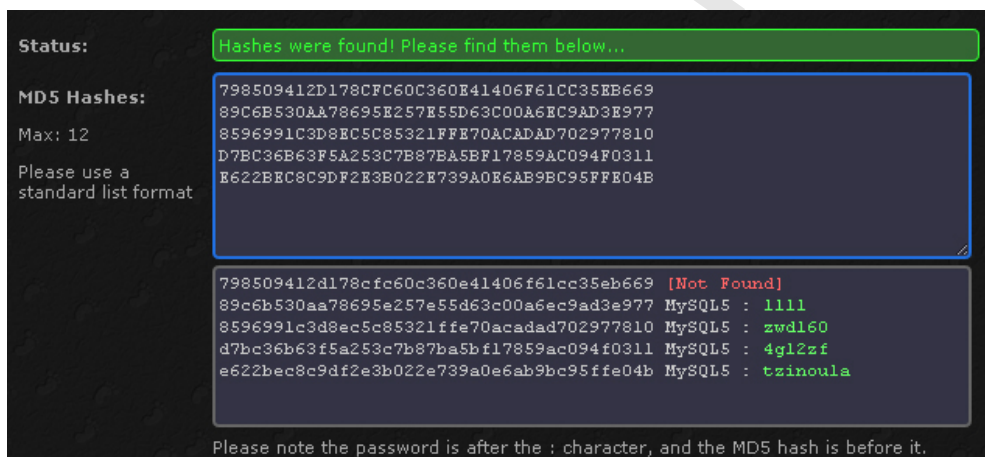 Status:
Hashes were found! Please find them below...
MD5 Hashes:
Max: 12
Please use a
standard list format
798509412D178CFC60C360E41406F61CC35EB669
89C6B530AA78695E257E55D63C00A6EC9AD3E977
8596991C3D8EC5C85321FFE70ACADAD702977810
D7BC36B63F5A253C7B87BA5BF17859AC094F0311
E622BEC8C9DF2E3B022E739A0E6AB9BC95FFE04B
798509412d178cfc60c360e41406f61cc35eb669 [Not Found]
89c6b530aa78695e257e55d63c00a6ec9ad3e977 MySQL5 : 1111
8596991c3d8ec5c85321ffe70acadad702977810 MySQL5 : zwd160
d7bc36b63f5a253c7b87ba5bf17859ac094f0311 MySQL5 : 4gl2zf
e622bec8c9df2e3b022e739a0e6ab9bc95ffe04b MySQL5 : tzinoula
Please note the password is after the : character, and the MD5 hash is before it.